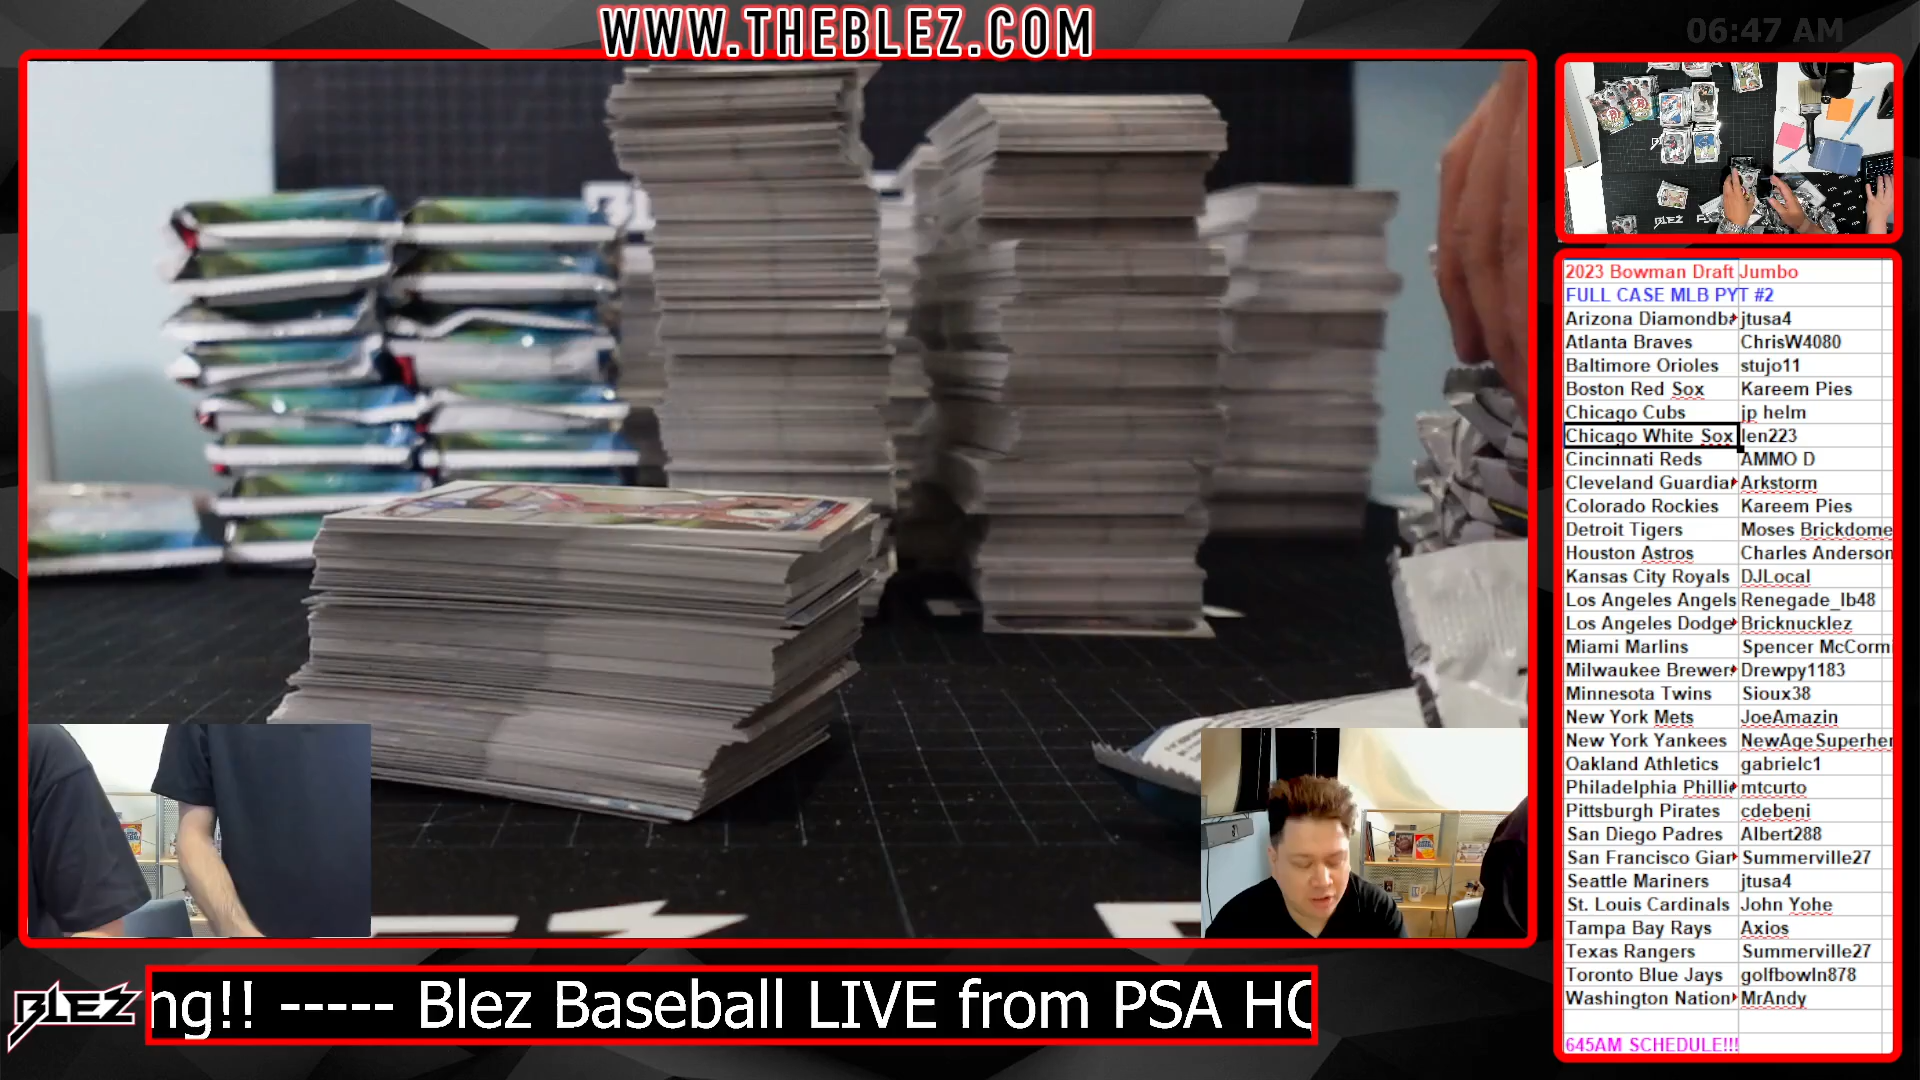 WWW.THEBLEZ.COM
06:47 AM
2023 Bowman Draft Jumbo
FULL CASE MLB PYT #2
Arizona Diamondba jtusa4
Atlanta Braves ChrisW4080
Baltimore Orioles stujo11
Boston Red Sox Kareem Pies
Chicago Cubs jp helm
Chicago White Sox len223
Cincinnati Reds AMMO D
Cleveland Guardian Arkstorm
Colorado Rockies Kareem Pies
Detroit Tigers Moses Brickdome
Houston Astros Charles Anderson
Kansas City Royals DJLocal
Los Angeles Angels Renegade_lb48
Los Angeles Dodge Bricknucklez
Miami Marlins Spencer McCormi
Milwaukee Brewer Drewpy1183
Minnesota Twins Sioux38
New York Mets JoeAmazin
New York Yankees NewAgeSuperher
Oakland Athletics gabrielc1
Philadelphia Phillie mtcurto
Pittsburgh Pirates cdebeni
San Diego Padres Albert288
San Francisco Gian Summerville27
Seattle Mariners jtusa4
St. Louis Cardinals John Yohe
Tampa Bay Rays Axios
Texas Rangers Summerville27
Toronto Blue Jays golfbowln878
Washington Nation MrAndy
645AM SCHEDULE!!!
BLEZ
ng!! ----- Blez Baseball LIVE from PSA HQ